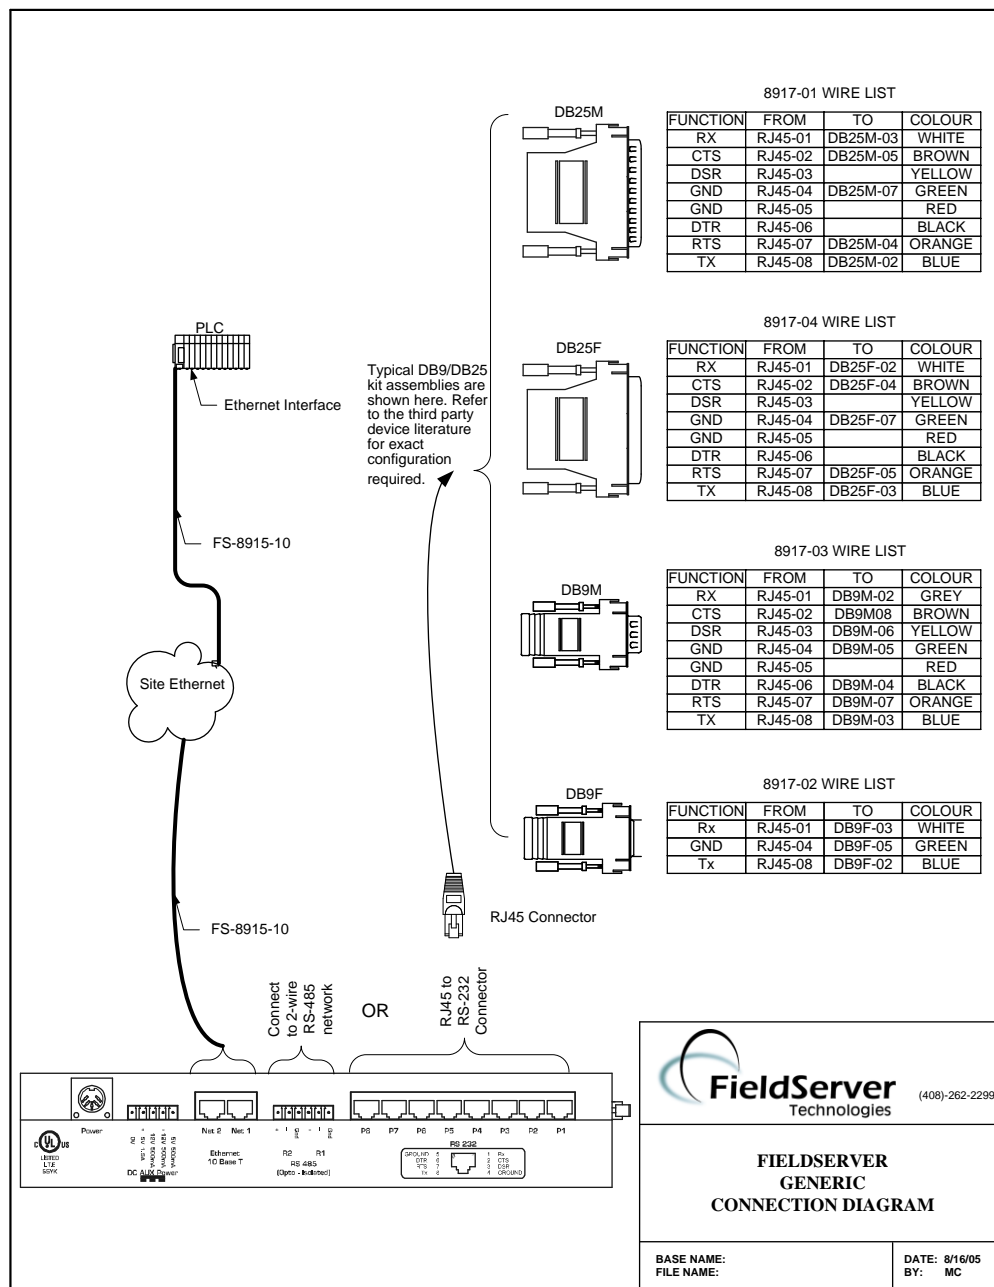 8917-01 WIRE LIST
DB25M
FUNCTION FROM TO COLOUR
RX RJ45-01 DB25M-03 WHITE
CTS RJ45-02 DB25M-05 BROWN
DSR RJ45-03 YELLOW
GND RJ45-04 DB25M-07 GREEN
GND RJ45-05 RED
DTR RJ45-06 BLACK
RTS RJ45-07 DB25M-04 ORANGE
TX RJ45-08 DB25M-02 BLUE
8917-04 WIRE LIST
DB25F
FUNCTION FROM TO COLOUR
RX RJ45-01 DB25F-02 WHITE
CTS RJ45-02 DB25F-04 BROWN
DSR RJ45-03 YELLOW
GND RJ45-04 DB25F-07 GREEN
GND RJ45-05 RED
DTR RJ45-06 BLACK
RTS RJ45-07 DB25F-05 ORANGE
TX RJ45-08 DB25F-03 BLUE
PLC
Ethernet Interface
Typical DB9/DB25
kit assemblies are
shown here. Refer
to the third party
device literature
for exact
configuration
required.
FS-8915-10
8917-03 WIRE LIST
DB9M
FUNCTION FROM TO COLOUR
RX RJ45-01 DB9M-02 GREY
CTS RJ45-02 DB9M08 BROWN
DSR RJ45-03 DB9M-06 YELLOW
GND RJ45-04 DB9M-05 GREEN
GND RJ45-05 RED
DTR RJ45-06 DB9M-04 BLACK
RTS RJ45-07 DB9M-07 ORANGE
TX RJ45-08 DB9M-03 BLUE
Site Ethernet
8917-02 WIRE LIST
DB9F
FUNCTION FROM TO COLOUR
Rx RJ45-01 DB9F-03 WHITE
GND RJ45-04 DB9F-05 GREEN
Tx RJ45-08 DB9F-02 BLUE
RJ45 Connector
FS-8915-10
Connect
to 2-wire
RS-485
network
OR
RJ45 to
RS-232
Connector
Power
0V
5V 1.5A
12V 500mA
-12V 500mA
5V 500mA
DC AUX Power
Net 2 Net 1
Ethernet
10 Base T
+ - Gnd + - Gnd
R2 R1
RS 485
(Opto - Isolated)
P8 P7 P6 P5 P4 P3 P2 P1
RS 232
GROUND 5 1 Rx
DTR 6 2 CTS
RTS 7 3 DSR
Tx 8 4 GROUND
C UL US
LISTED
I.T.E
FieldServer
Technologies
(408)-262-2299
FIELDSERVER
GENERIC
CONNECTION DIAGRAM
BASE NAME:
FILE NAME:
DATE: 8/16/05
BY: MC